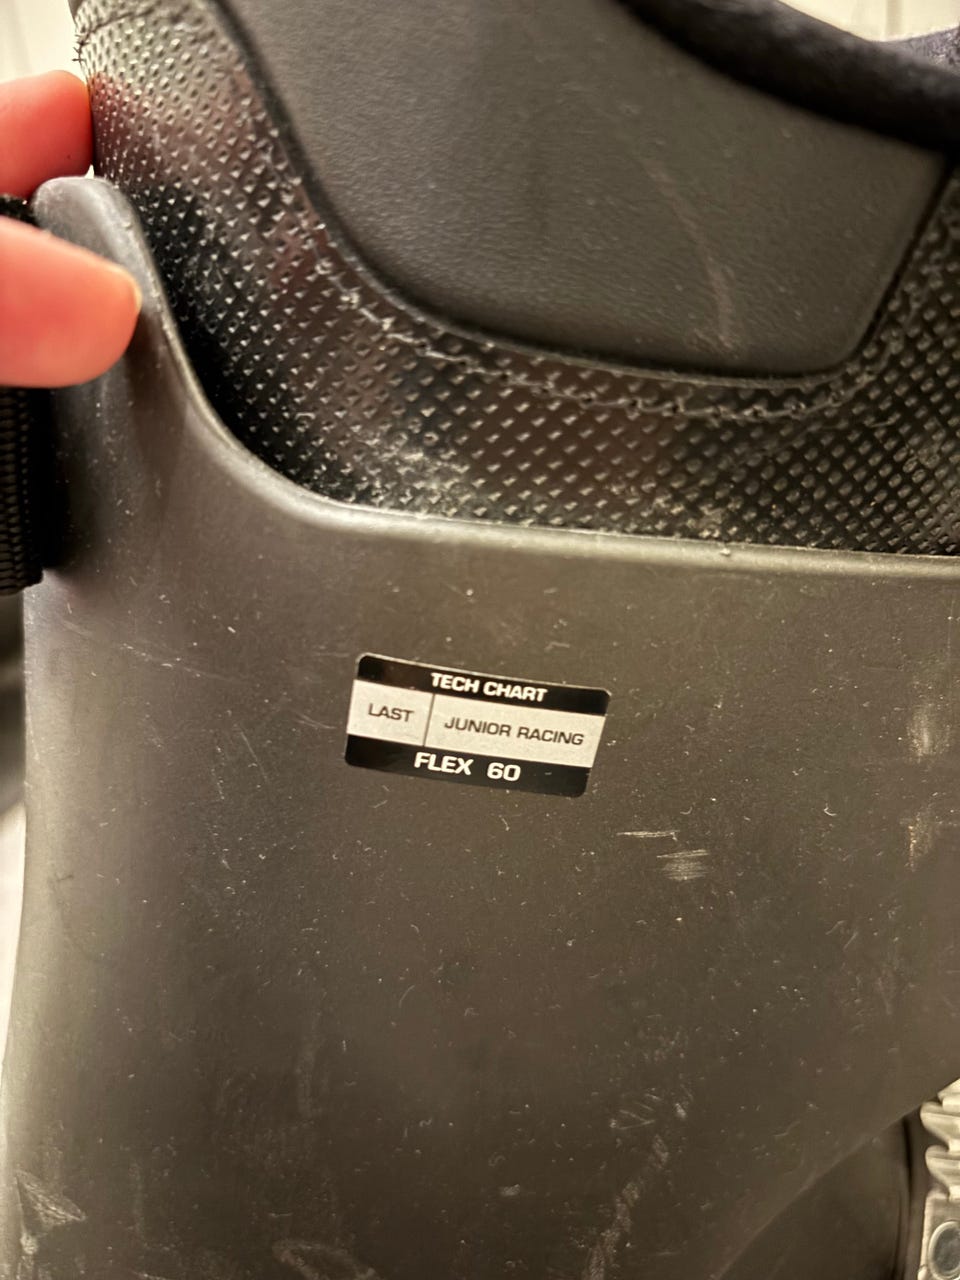 TECH CHART
LAST JUNIOR RACING
FLEX 60